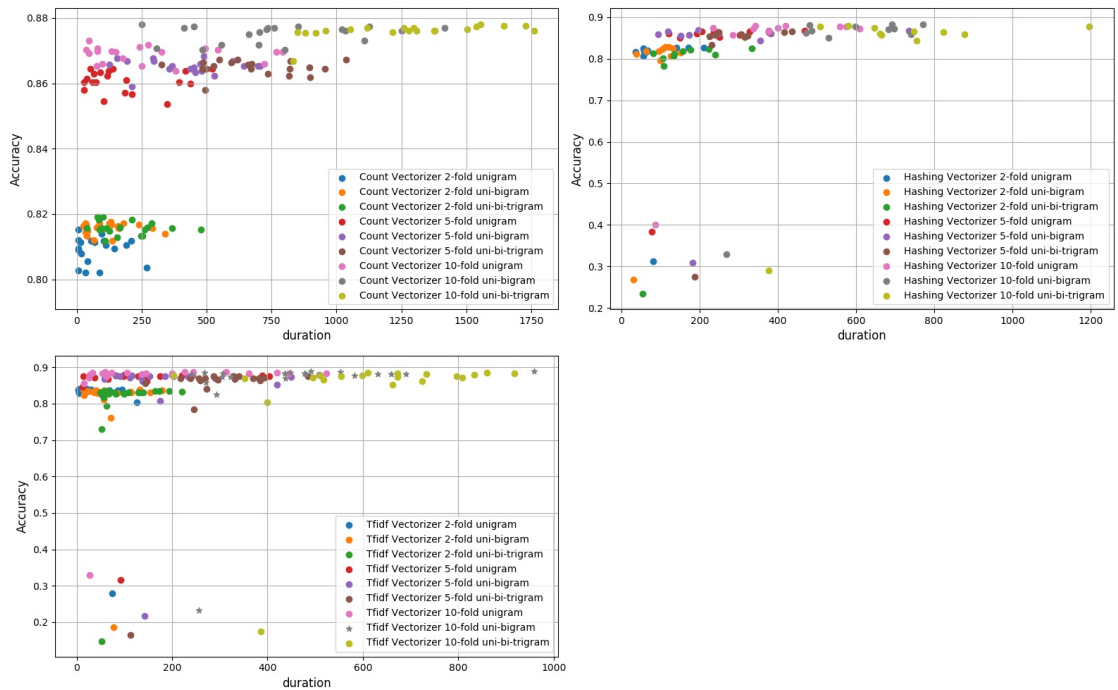 0.88
0.86
0.84
0.82
0.80
Accuracy
0 250 500 750 1000 1250 1500 1750
duration
Count Vectorizer 2-fold unigram
Count Vectorizer 2-fold uni-bigram
Count Vectorizer 2-fold uni-bi-trigram
Count Vectorizer 5-fold unigram
Count Vectorizer 5-fold uni-bigram
Count Vectorizer 5-fold uni-bi-trigram
Count Vectorizer 10-fold unigram
Count Vectorizer 10-fold uni-bigram
Count Vectorizer 10-fold uni-bi-trigram
0.9
0.8
0.7
0.6
0.5
0.4
0.3
0.2
Accuracy
0 200 400 600 800 1000 1200
duration
Hashing Vectorizer 2-fold unigram
Hashing Vectorizer 2-fold uni-bigram
Hashing Vectorizer 2-fold uni-bi-trigram
Hashing Vectorizer 5-fold unigram
Hashing Vectorizer 5-fold uni-bigram
Hashing Vectorizer 5-fold uni-bi-trigram
Hashing Vectorizer 10-fold unigram
Hashing Vectorizer 10-fold uni-bigram
Hashing Vectorizer 10-fold uni-bi-trigram
0.9
0.8
0.7
0.6
0.5
0.4
0.3
0.2
Accuracy
0 200 400 600 800 1000
duration
Tfidf Vectorizer 2-fold unigram
Tfidf Vectorizer 2-fold uni-bigram
Tfidf Vectorizer 2-fold uni-bi-trigram
Tfidf Vectorizer 5-fold unigram
Tfidf Vectorizer 5-fold uni-bigram
Tfidf Vectorizer 5-fold uni-bi-trigram
Tfidf Vectorizer 10-fold unigram
Tfidf Vectorizer 10-fold uni-bigram
Tfidf Vectorizer 10-fold uni-bi-trigram